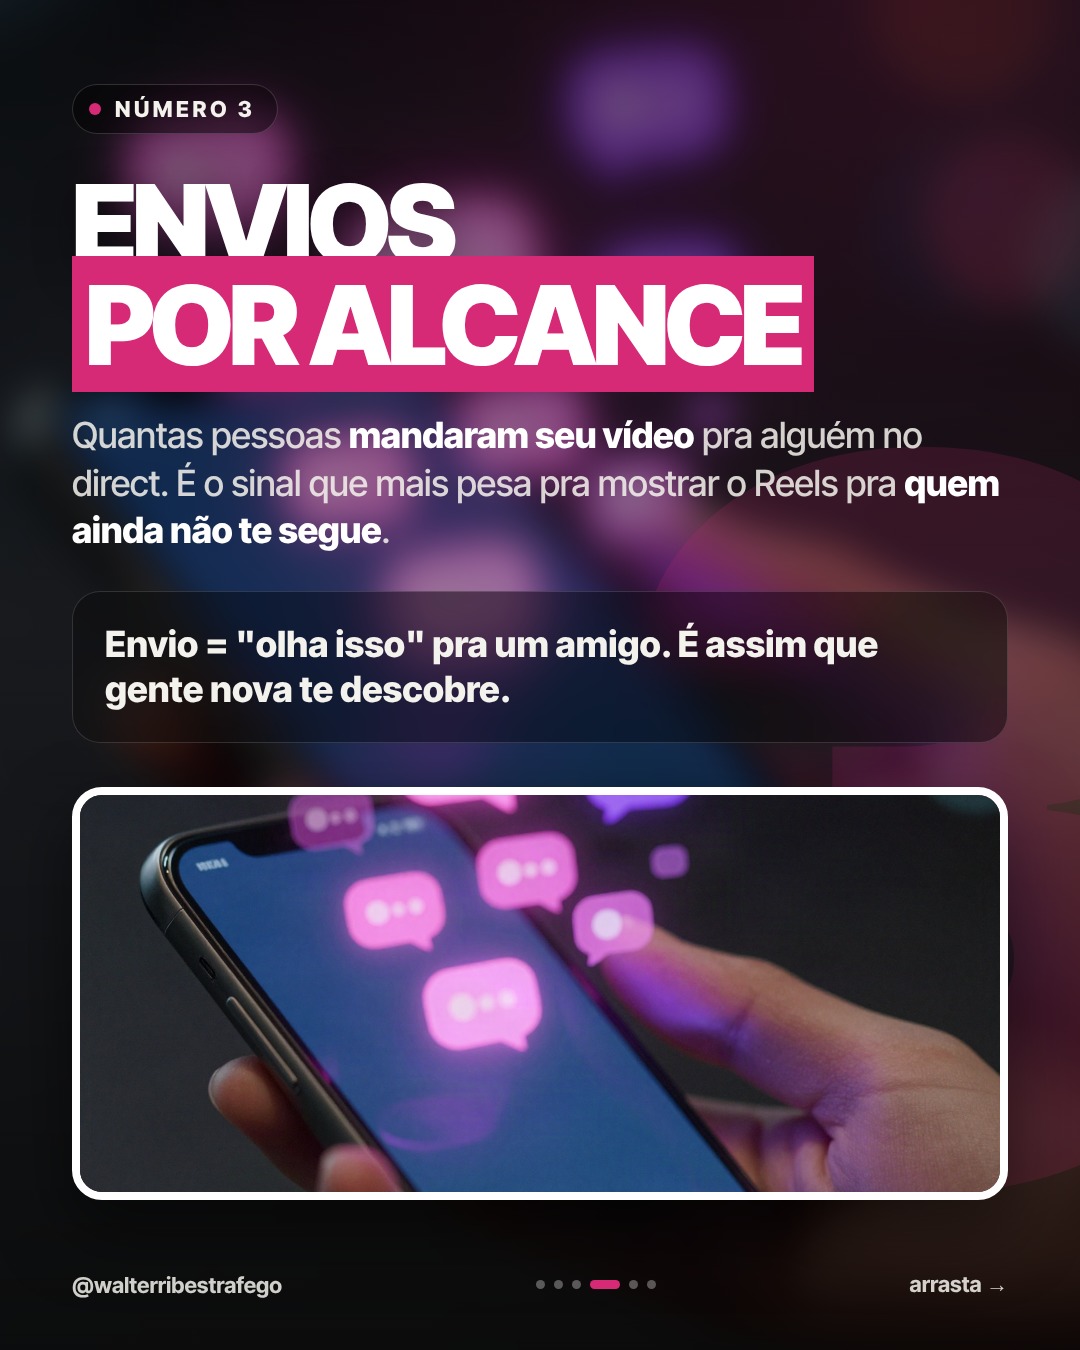 NÚMERO 3
ENVIOS
POR ALCANCE
Quantas pessoas mandaram seu vídeo pra alguém no
direct. É o sinal que mais pesa pra mostrar o Reels pra quem
ainda não te segue.
Envio = "olha isso" pra um amigo. É assim que
gente nova te descobre.
@walterribestrafego
arrasta →